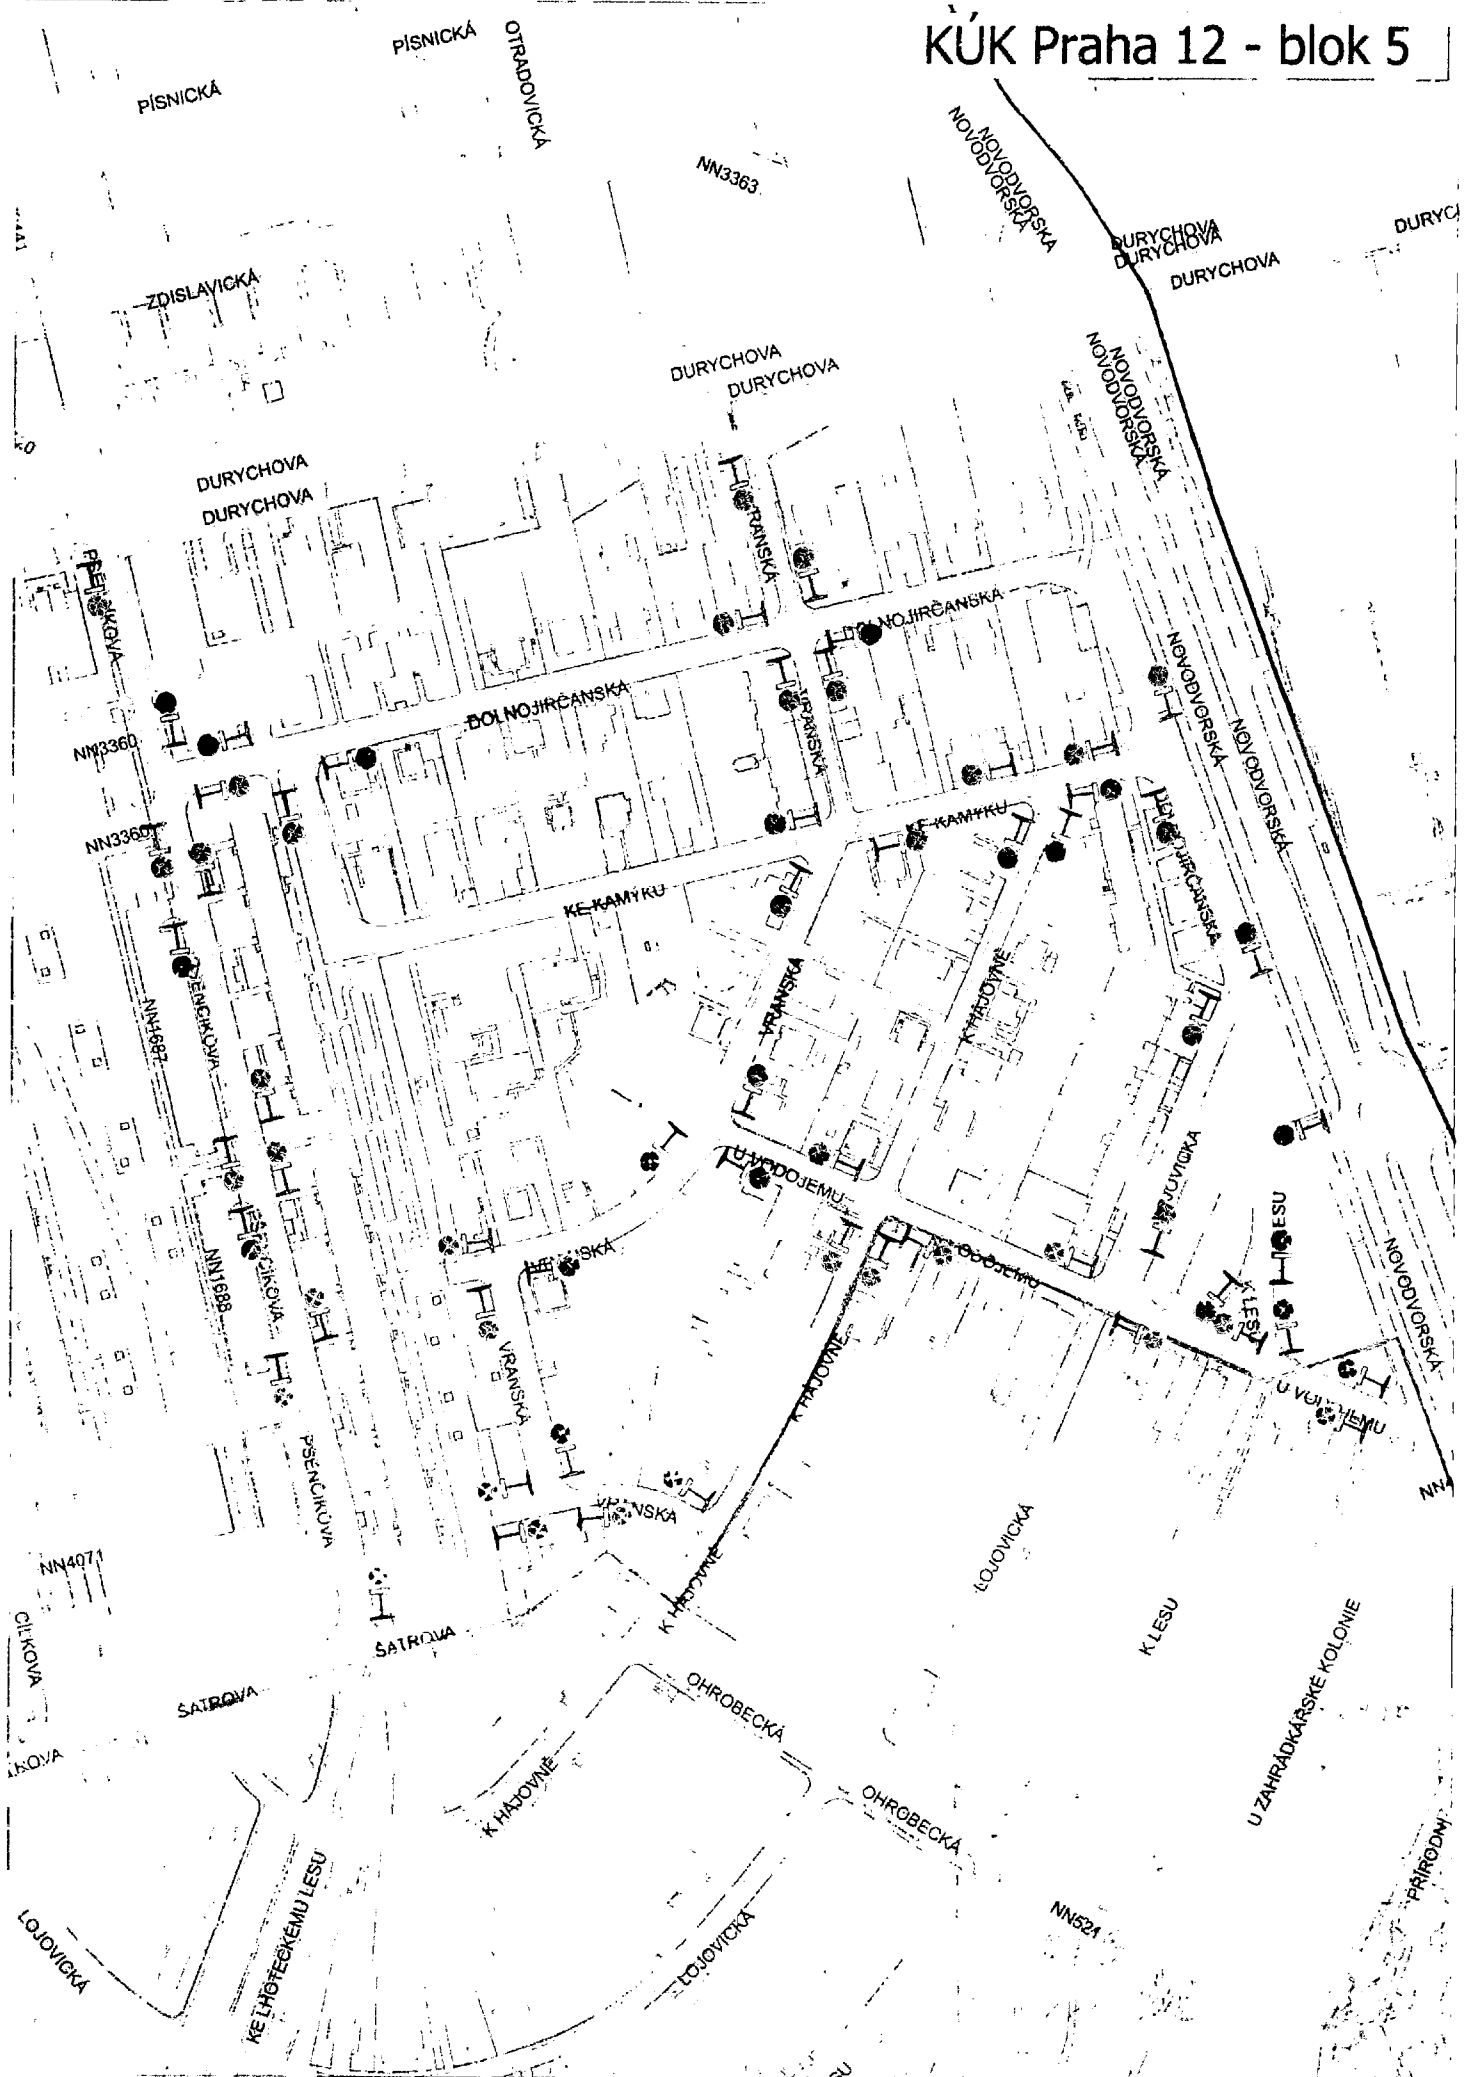 KÚK Praha 12 - blok 5
PÍSNICKÁ
OTRADOVICKÁ
PÍSNICKÁ
NN3363
NOVODVORSKÁ
NOVODVORSKÁ
DURYCHOVA
DURYCHOVA
DURYCHOVA
ZDISLAVICKÁ
DURYCHOVA
DURYCHOVA
NOVODVORSKÁ
NOVODVORSKÁ
DURYCHOVA
DURYCHOVA
DOLNOJIRČANSKÁ
NOVODVORSKÁ
DOLNOJIRČANSKÁ
VRANSKÁ
NN3360
NOVODVORSKÁ
NN3360
KE KAMÝKU
KE KAMÝKU
VRANSKÁ
K HÁJOVNĚ
NN1687
U VODOJEMU
NN1688
NOVODVORSKÁ
K LESU
VRANSKÁ
K HÁJOVNĚ
PŠENČÍKOVA
LOJOVICKÁ
NN4071
K HÁJOVNĚ
CÍLKOVA
ŠATROVA
K LESU
U ZAHRÁDKÁŘSKÉ KOLONIE
ŠATROVA
OHROBECKÁ
K HÁJOVNĚ
OHROBECKÁ
PŘÍRODNÍ
KE LHOTECKÉMU LESU
LOJOVICKÁ
LOJOVICKÁ
NN521